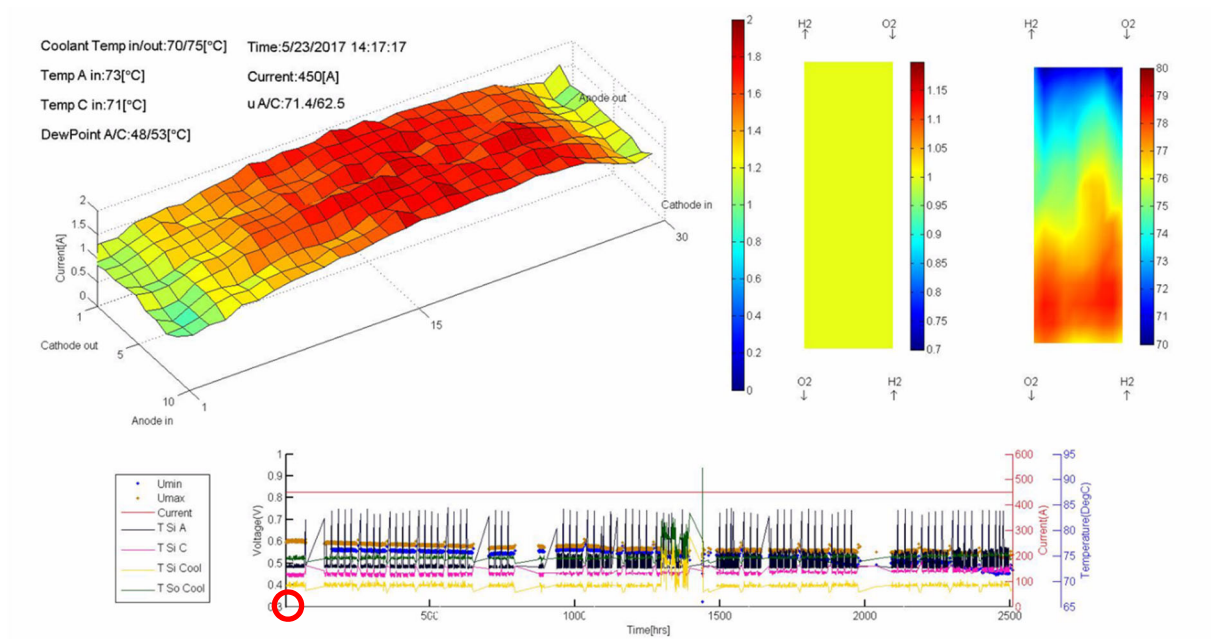 Coolant Temp in/out:70/75[°C] Time:5/23/2017 14:17:17
Temp A in:73[°C] Current:450[A]
Temp C in:71[°C] u A/C:71.4/62.5
DewPoint A/C:48/53[°C]
Anode out
Cathode in
30
15
2
1.5
1
0.5
0
Current[A]
1
Cathode out
5
10
1
Anode in
2
1.8
1.6
1.4
1.2
1
0.8
0.6
0.4
0.2
0
H2 O2
↑ ↓
1.15
1.1
1.05
1
0.95
0.9
0.85
0.8
0.75
0.7
O2 H2
↓ ↑
H2 O2
↑ ↓
80
79
78
77
76
75
74
73
72
71
70
O2 H2
↓ ↑
Umin
Umax
Current
T Si A
T Si C
T Si Cool
T So Cool
1
0.9
0.8
0.7
0.6
0.5
0.4
Voltage(V)
500 1000 1500 2000 2500
Time[hrs]
600
500
400
300
200
100
0
Current(A)
95
90
85
80
75
70
65
Temperature(DegC)